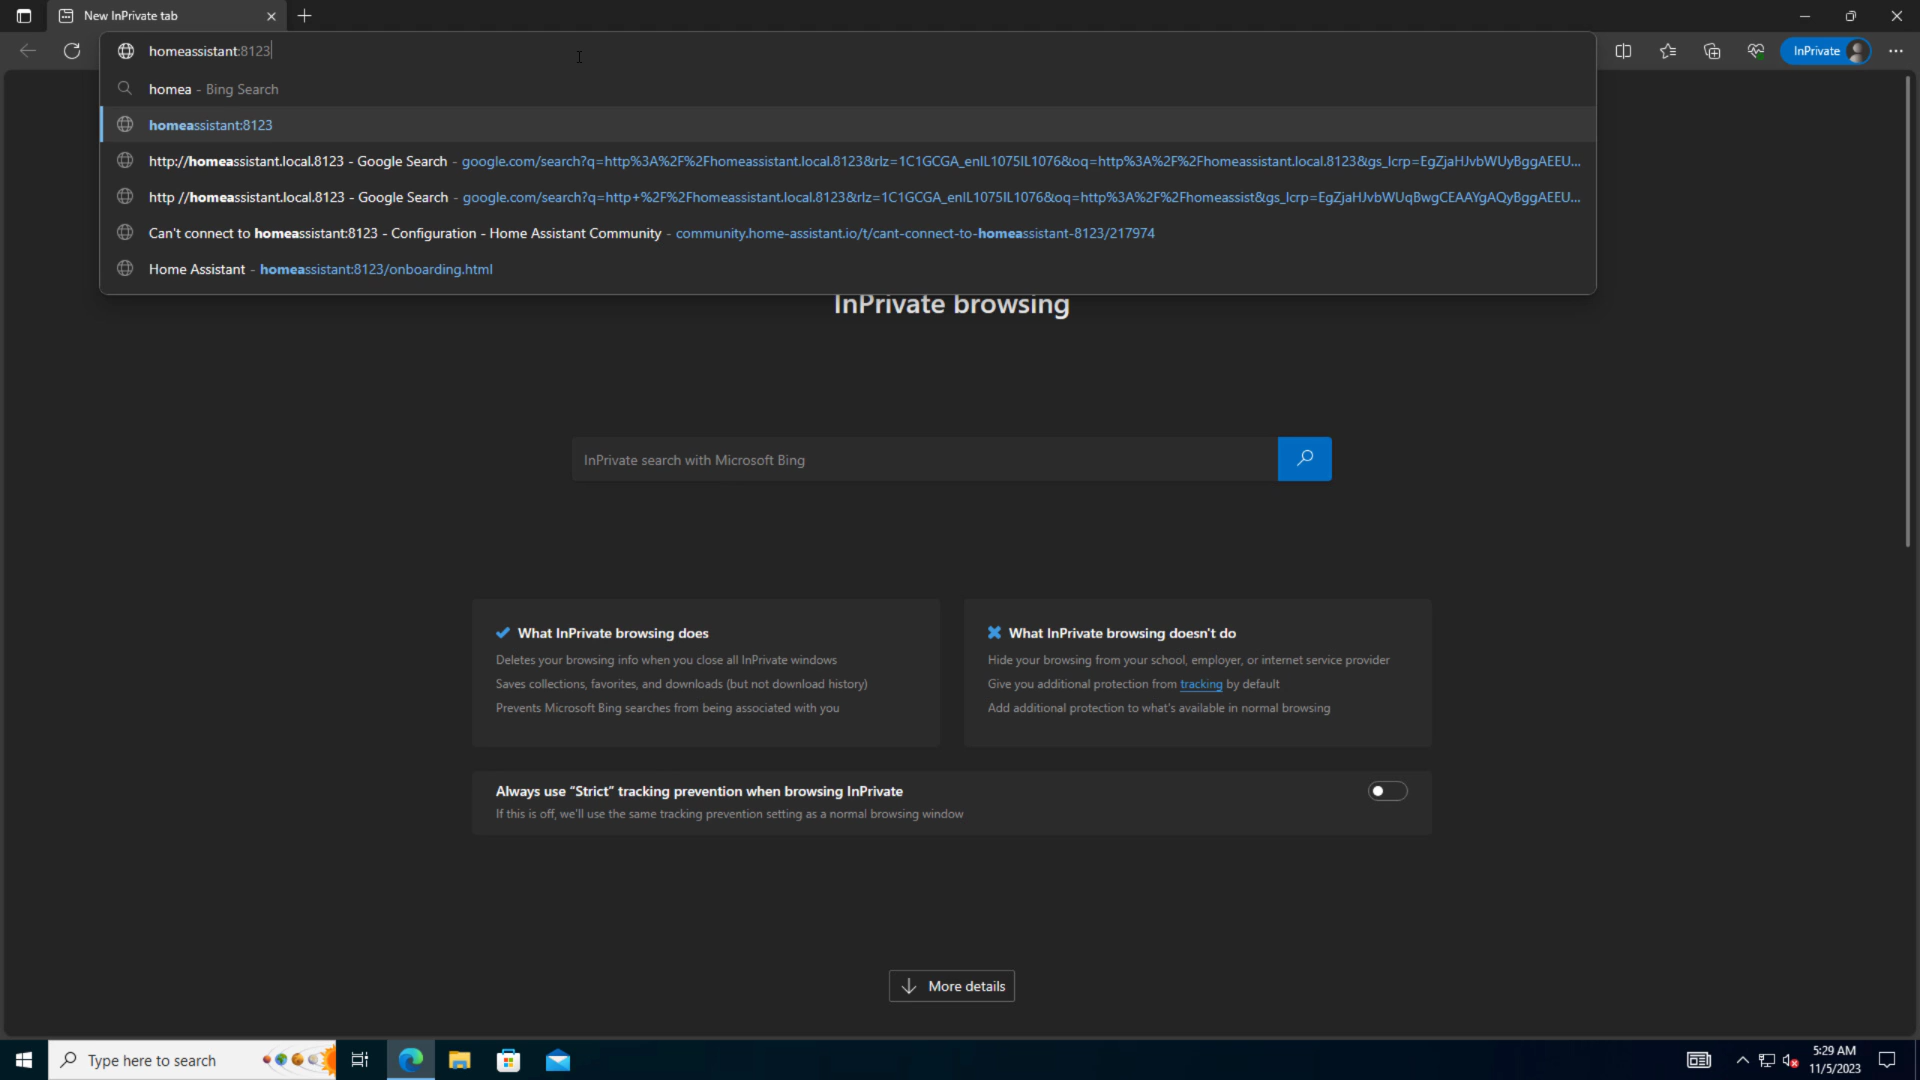 New InPrivate tab
homeassistant:8123
InPrivate
homea - Bing Search
homeassistant:8123
http://homeassistant.local.8123 - Google Search - google.com/search?q=http%3A%2F%2Fhomeassistant.local.8123&rlz=1C1GCGA_enIL1075IL1076&oq=http%3A%2F%2Fhomeassistant.local.8123&gs_lcrp=EgZjaHJvbWUyBggAEEU...
http //homeassistant.local.8123 - Google Search - google.com/search?q=http+%2F%2Fhomeassistant.local.8123&rlz=1C1GCGA_enIL1075IL1076&oq=http%3A%2F%2Fhomeassist&gs_lcrp=EgZjaHJvbWUqBwgCEAAYgAQyBggAEEU...
Can't connect to homeassistant:8123 - Configuration - Home Assistant Community - community.home-assistant.io/t/cant-connect-to-homeassistant-8123/217974
Home Assistant - homeassistant:8123/onboarding.html
InPrivate browsing
InPrivate search with Microsoft Bing
What InPrivate browsing does
Deletes your browsing info when you close all InPrivate windows
Saves collections, favorites, and downloads (but not download history)
Prevents Microsoft Bing searches from being associated with you
What InPrivate browsing doesn't do
Hide your browsing from your school, employer, or internet service provider
Give you additional protection from tracking by default
Add additional protection to what's available in normal browsing
Always use "Strict" tracking prevention when browsing InPrivate
If this is off, we'll use the same tracking prevention setting as a normal browsing window
More details
Type here to search
5:29 AM
11/5/2023